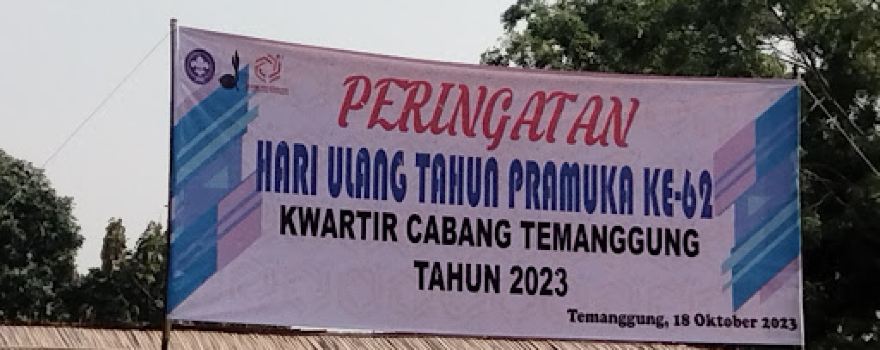 PERINGATAN
HARI ULANG TAHUN PRAMUKA KE-62
KWARTIR CABANG TEMANGGUNG
TAHUN 2023
Temanggung, 18 Oktober 2023